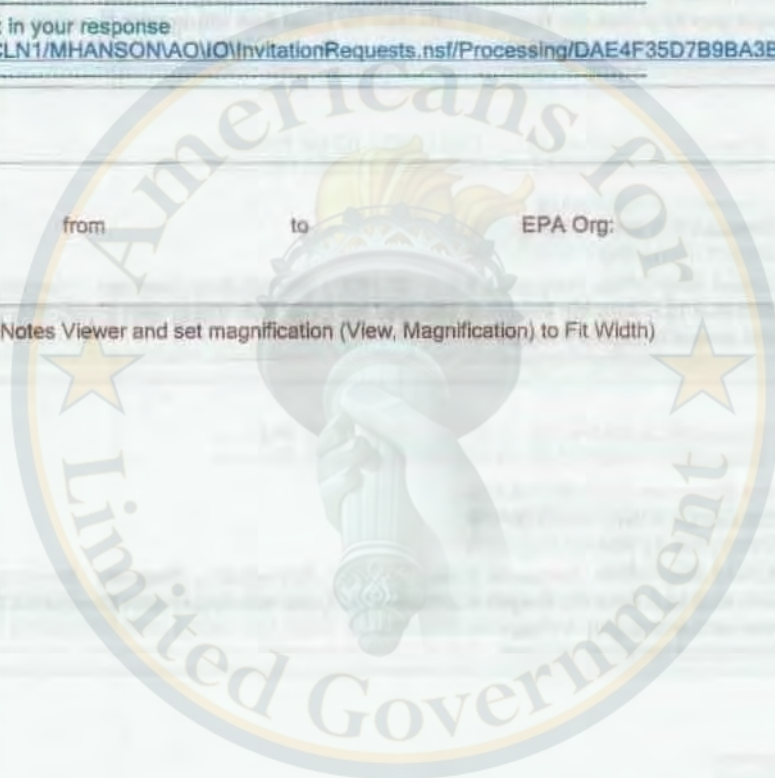 in your response
CLN1/MHANSON\AO\IO\InvitationRequests.nsf/Processing/DAE4F35D7B9BA3B
from to EPA Org:
Notes Viewer and set magnification (View, Magnification) to Fit Width)
Americans for
Limited Government